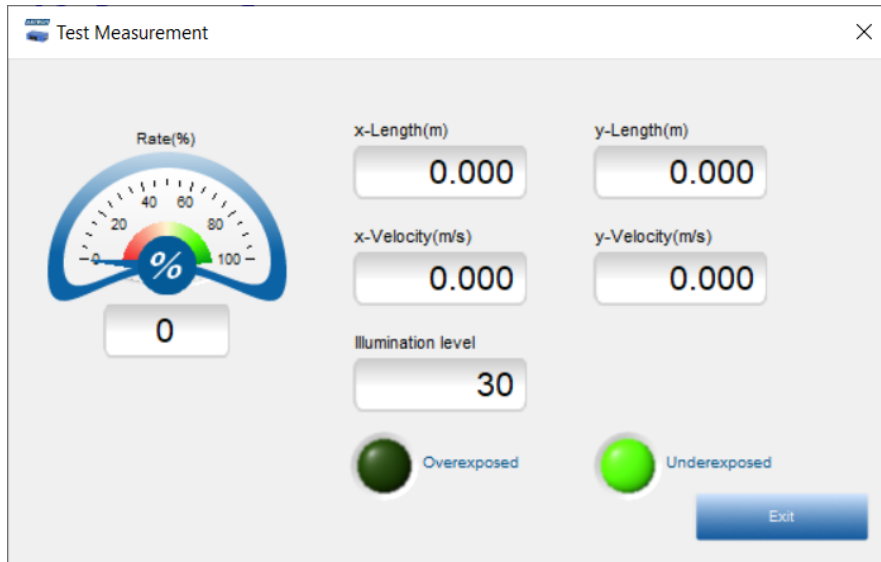 Test Measurement
Rate(%)
0 20 40 60 80 100
%
0
x-Length(m)
0.000
y-Length(m)
0.000
x-Velocity(m/s)
0.000
y-Velocity(m/s)
0.000
Illumination level
30
Overexposed
Underexposed
Exit